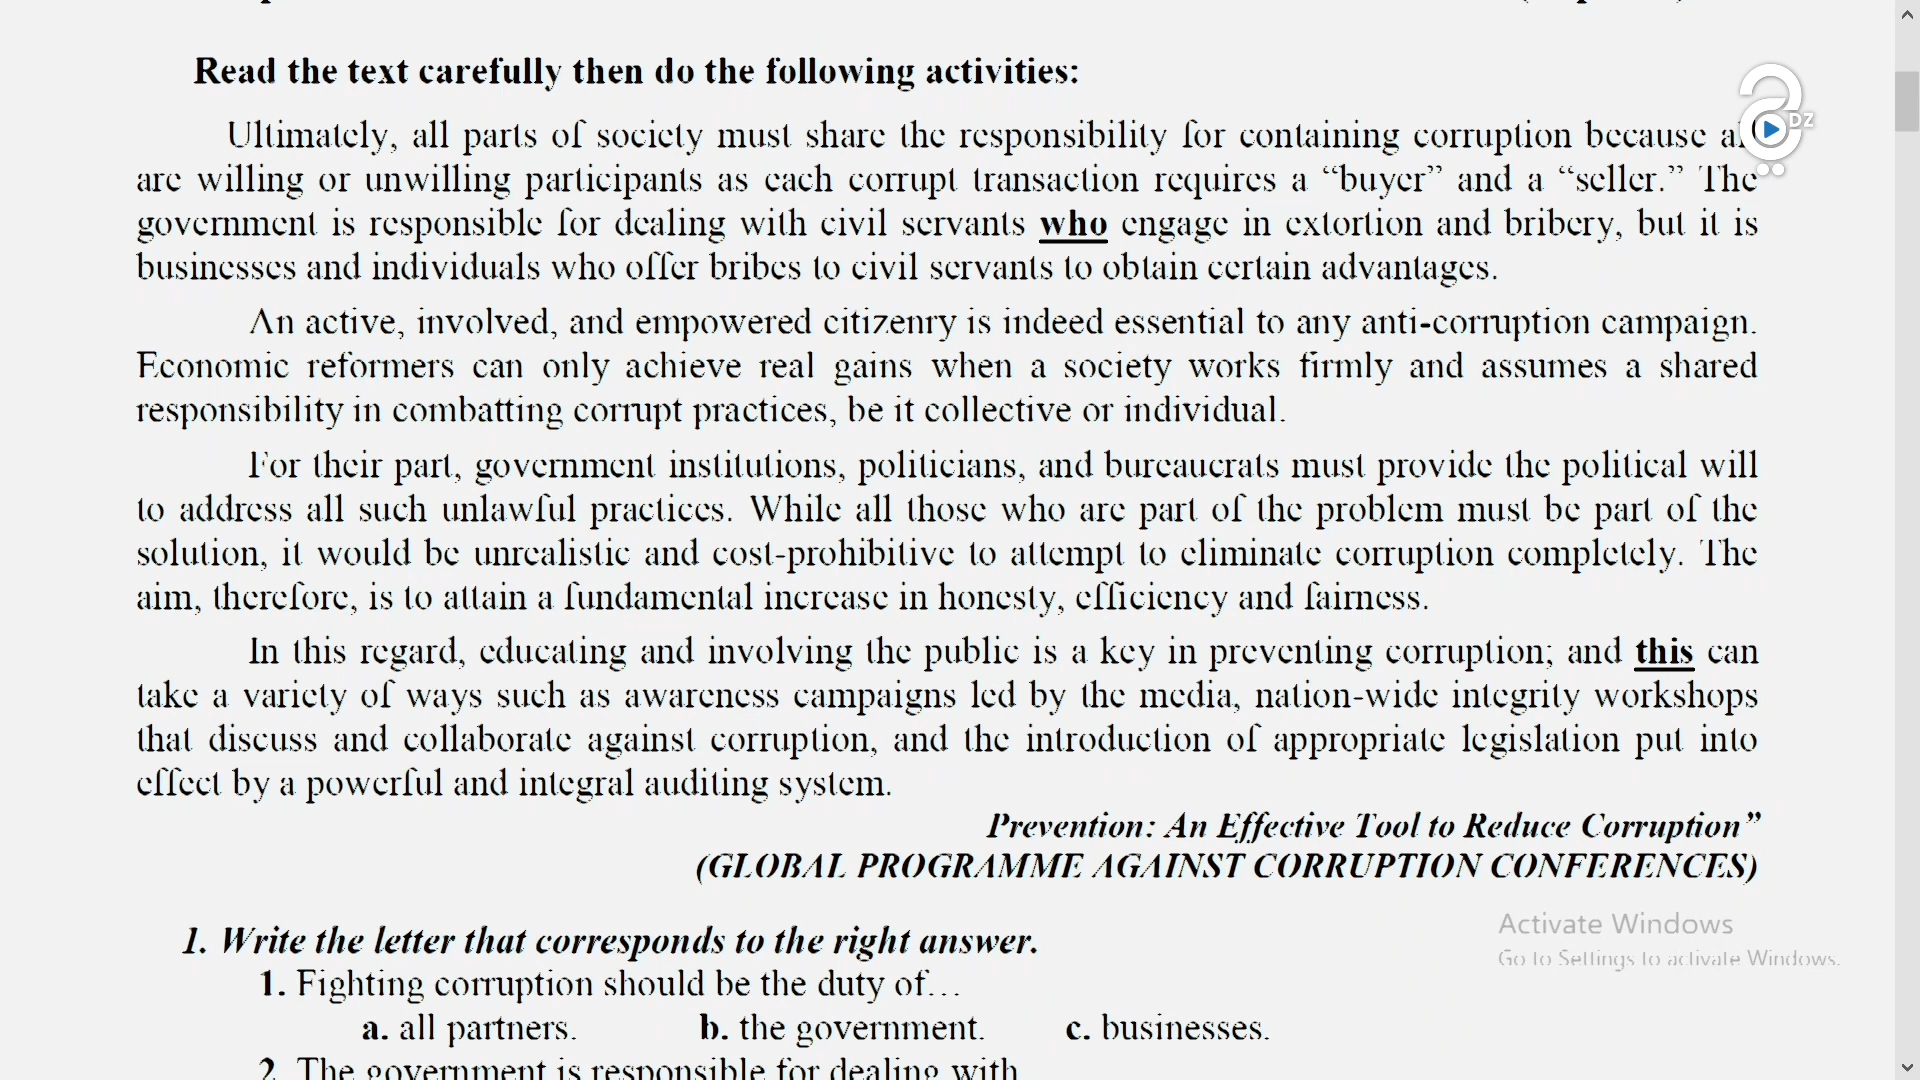 Read the text carefully then do the following activities:
Ultimately, all parts of society must share the responsibility for containing corruption because
are willing or unwilling participants as each corrupt transaction requires a “buyer” and a “seller.” The
government is responsible for dealing with civil servants who engage in extortion and bribery, but it is
businesses and individuals who offer bribes to civil servants to obtain certain advantages.
An active, involved, and empowered citizenry is indeed essential to any anti-corruption campaign.
Economic reformers can only achieve real gains when a society works firmly and assumes a shared
responsibility in combatting corrupt practices, be it collective or individual.
For their part, government institutions, politicians, and bureaucrats must provide the political will
to address all such unlawful practices. While all those who are part of the problem must be part of the
solution, it would be unrealistic and cost-prohibitive to attempt to eliminate corruption completely. The
aim, therefore, is to attain a fundamental increase in honesty, efficiency and fairness.
In this regard, educating and involving the public is a key in preventing corruption; and this can
take a variety of ways such as awareness campaigns led by the media, nation-wide integrity workshops
that discuss and collaborate against corruption, and the introduction of appropriate legislation put into
effect by a powerful and integral auditing system.
Prevention: An Effective Tool to Reduce Corruption”
(GLOBAL PROGRAMME AGAINST CORRUPTION CONFERENCES)
1. Write the letter that corresponds to the right answer.
1. Fighting corruption should be the duty of…
a. all partners. b. the government. c. businesses.
2. The government is responsible for dealing with
DZ
Activate Windows
Go to Settings to activate Windows.